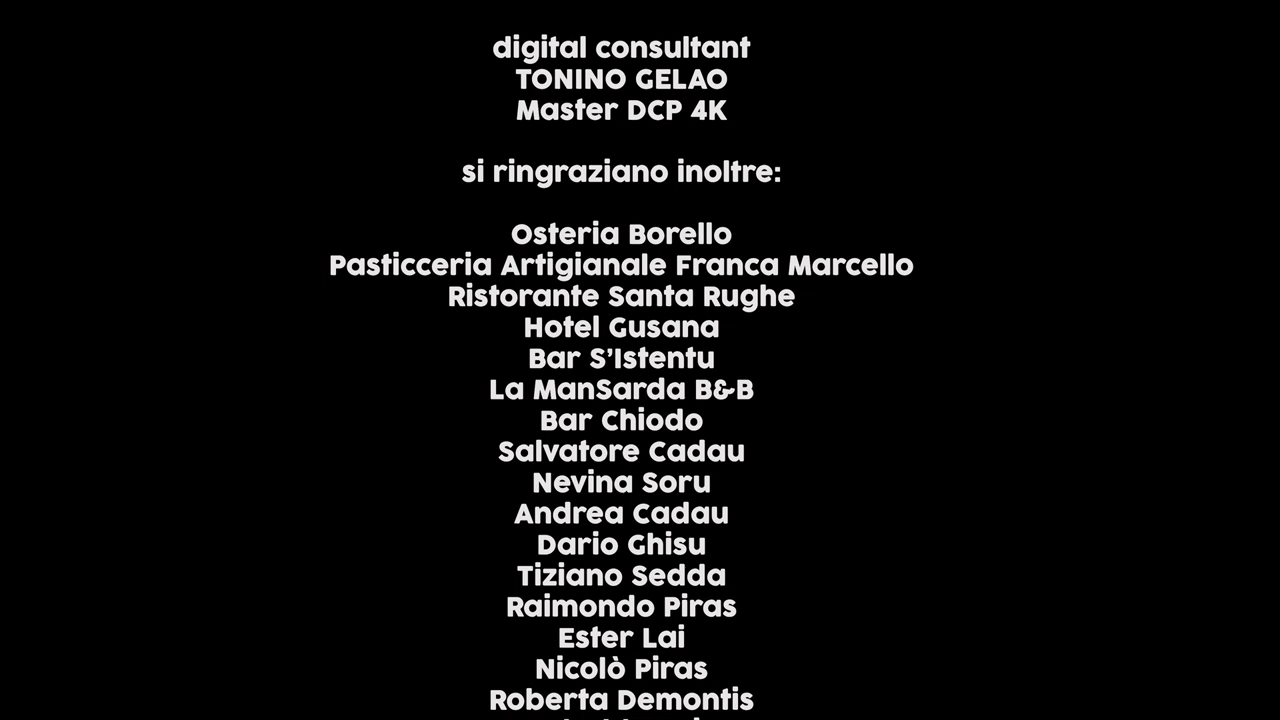 digital consultant
TONINO GELAO
Master DCP 4K
si ringraziano inoltre:
Osteria Borello
Pasticceria Artigianale Franca Marcello
Ristorante Santa Rughe
Hotel Gusana
Bar S’Istentu
La ManSarda B&B
Bar Chiodo
Salvatore Cadau
Nevina Soru
Andrea Cadau
Dario Ghisu
Tiziano Sedda
Raimondo Piras
Ester Lai
Nicolò Piras
Roberta Demontis